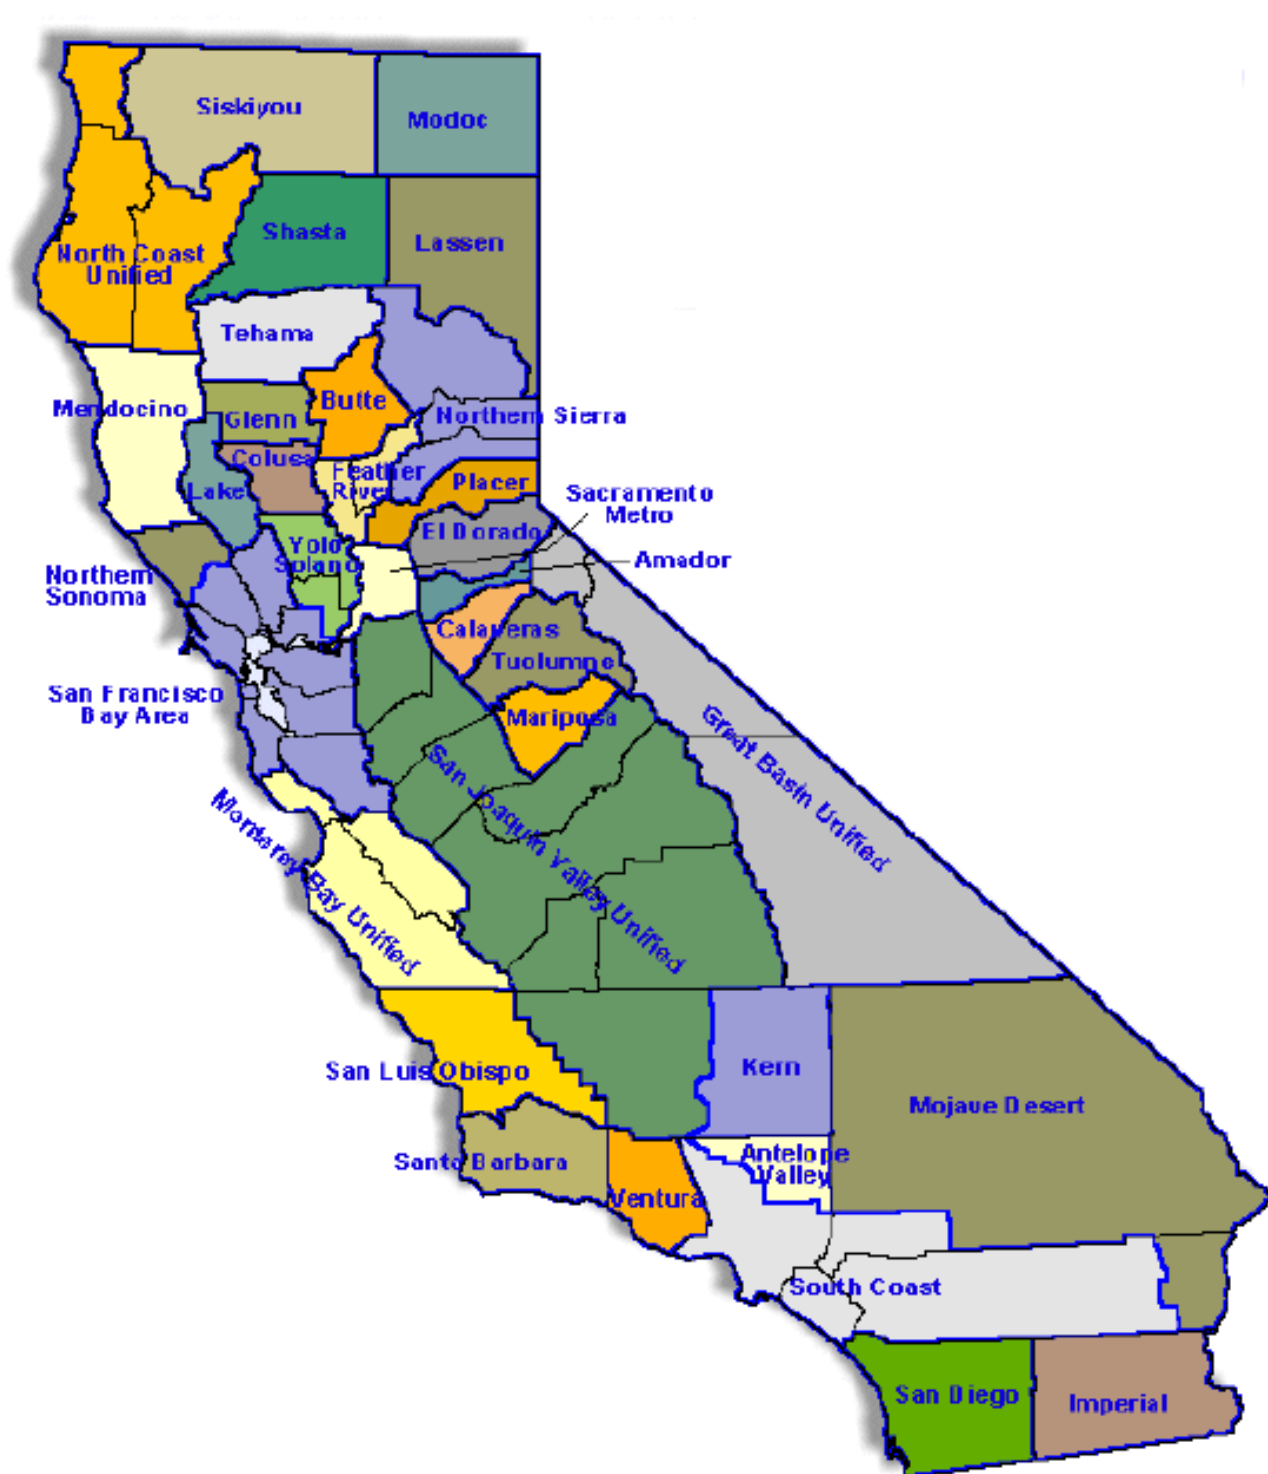 Siskiyou
Modoc
Shasta
Lassen
North Coast
Unified
Tehama
Mendocino
Glenn
Butte
Northern Sierra
Colusa
Lake
Feather
River
Placer
Sacramento
Metro
El Dorado
Yolo
Solano
Amador
Northern
Sonoma
Calaveras
Tuolumne
San Francisco
Bay Area
Mariposa
Great Basin Unified
San Joaquin Valley Unified
Monterey Bay Unified
San Luis Obispo
Kern
Mojave Desert
Santa Barbara
Antelope
Valley
Ventura
South Coast
San Diego
Imperial